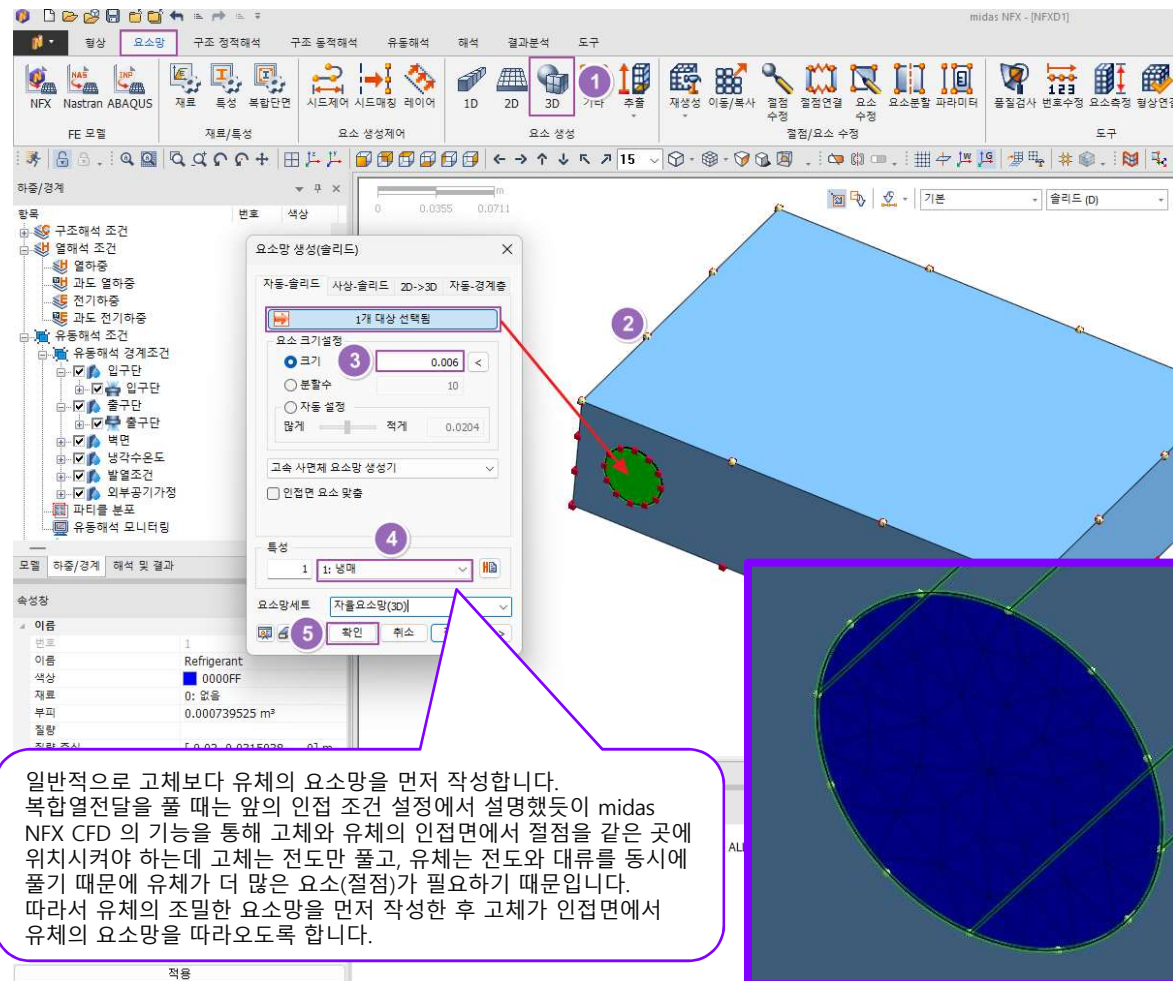 midas NFX - [NFXD1]
형상 요소망 구조 정적해석 구조 동적해석 유동해석 해석 결과분석 도구
NAS INP
NFX Nastran ABAQUS 재료 특성 복합단면 시드제어 시드매칭 레이어 1D 2D 3D 기타 추출 재생성 이동/복사 절점 수정 절점연결 요소 수정 요소분할 파라미터 품질검사 번호수정 요소측정 형상연결
1
FE 모델 재료/특성 요소 생성제어 요소 생성 절점/요소 수정 도구
15
하중/경계
항목 번호 색상
구조해석 조건
열해석 조건
열하중
과도 열하중
전기하중
과도 전기하중
유동해석 조건
유동해석 경계조건
입구단
입구단
출구단
출구단
벽면
냉각수온도
발열조건
외부공기가정
파티클 분포
유동해석 모니터링
모델 하중/경계 해석 및 결과
속성창
이름
번호 1
이름 Refrigerant
색상 0000FF
재료 0: 없음
부피 0.000739525 m³
질량
m
0 0.0355 0.0711
기본 솔리드 (D)
요소망 생성(솔리드)
자동-솔리드 사상-솔리드 2D->3D 자동-경계층
1개 대상 선택됨
2
요소 크기설정
크기 3 0.006 <
분할수 10
자동 설정
많게 적게 0.0204
고속 사면체 요소망 생성기
인접면 요소 맞춤
4
특성
1 1: 냉매
요소망세트 자율요소망(3D)
5 확인 취소
일반적으로 고체보다 유체의 요소망을 먼저 작성합니다.
복합열전달을 풀 때는 앞의 인접 조건 설정에서 설명했듯이 midas
NFX CFD 의 기능을 통해 고체와 유체의 인접면에서 절점을 같은 곳에
위치시켜야 하는데 고체는 전도만 풀고, 유체는 전도와 대류를 동시에
풀기 때문에 유체가 더 많은 요소(절점)가 필요하기 때문입니다.
따라서 유체의 조밀한 요소망을 먼저 작성한 후 고체가 인접면에서
유체의 요소망을 따라오도록 합니다.
적용